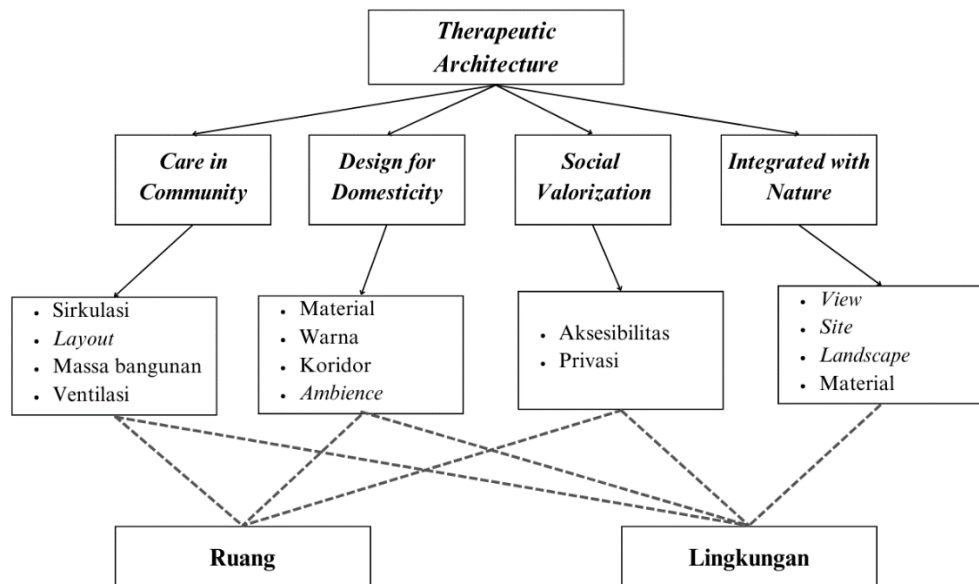 Therapeutic
Architecture
Care in
Community
Design for
Domesticity
Social
Valorization
Integrated with
Nature
• Sirkulasi
• Layout
• Massa bangunan
• Ventilasi
• Material
• Warna
• Koridor
• Ambience
• Aksesibilitas
• Privasi
• View
• Site
• Landscape
• Material
Ruang
Lingkungan